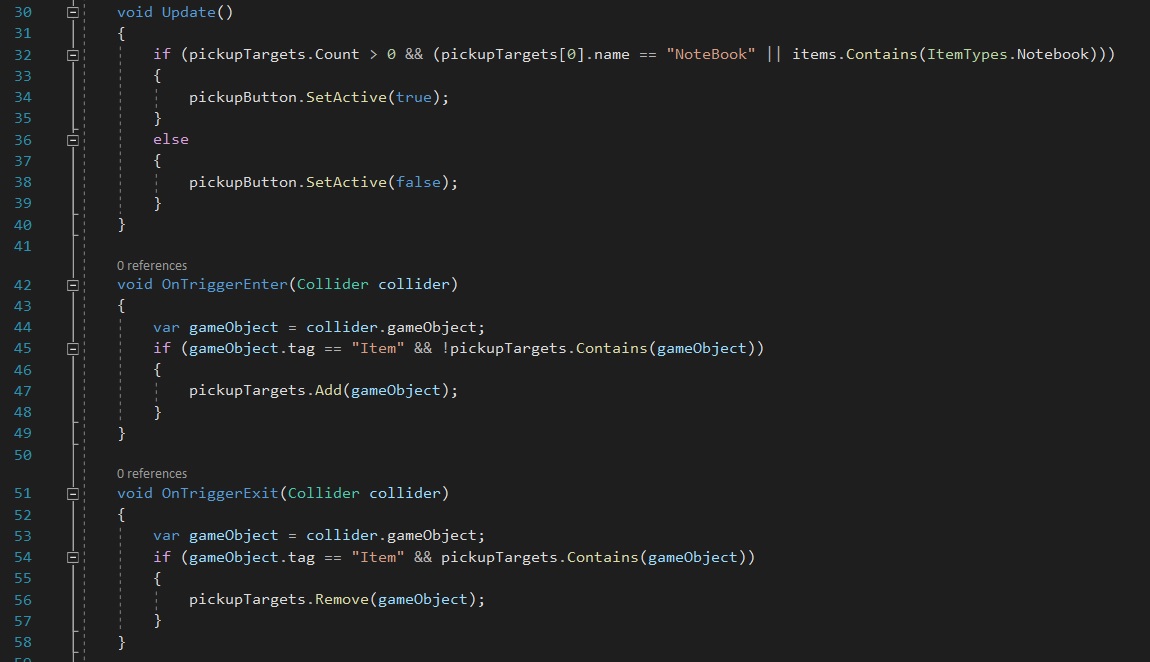 30 void Update()
31 {
32 if (pickupTargets.Count > 0 && (pickupTargets[0].name == "NoteBook" || items.Contains(ItemTypes.Notebook)))
33 {
34 pickupButton.SetActive(true);
35 }
36 else
37 {
38 pickupButton.SetActive(false);
39 }
40 }
41
0 references
42 void OnTriggerEnter(Collider collider)
43 {
44 var gameObject = collider.gameObject;
45 if (gameObject.tag == "Item" && !pickupTargets.Contains(gameObject))
46 {
47 pickupTargets.Add(gameObject);
48 }
49 }
50
0 references
51 void OnTriggerExit(Collider collider)
52 {
53 var gameObject = collider.gameObject;
54 if (gameObject.tag == "Item" && pickupTargets.Contains(gameObject))
55 {
56 pickupTargets.Remove(gameObject);
57 }
58 }